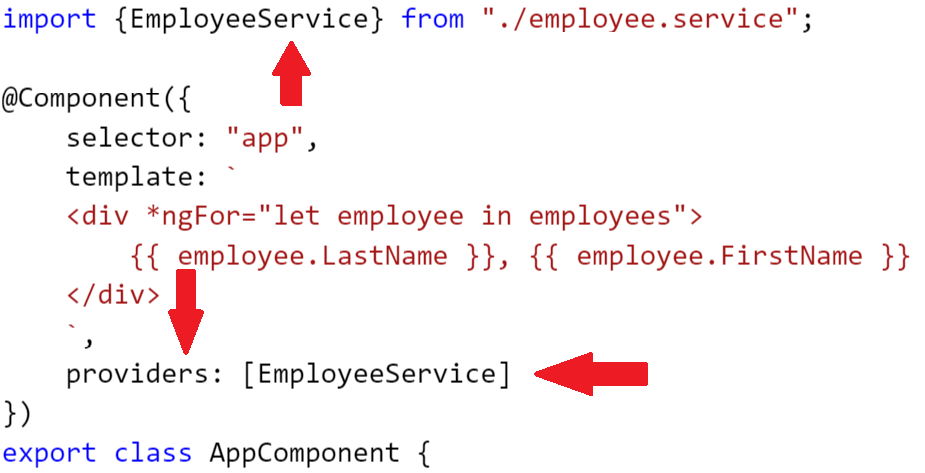 import {EmployeeService} from "./employee.service";
@Component({
selector: "app",
template: `
<div *ngFor="let employee in employees">
{{ employee.LastName }}, {{ employee.FirstName }}
</div>
`,
providers: [EmployeeService]
})
export class AppComponent {